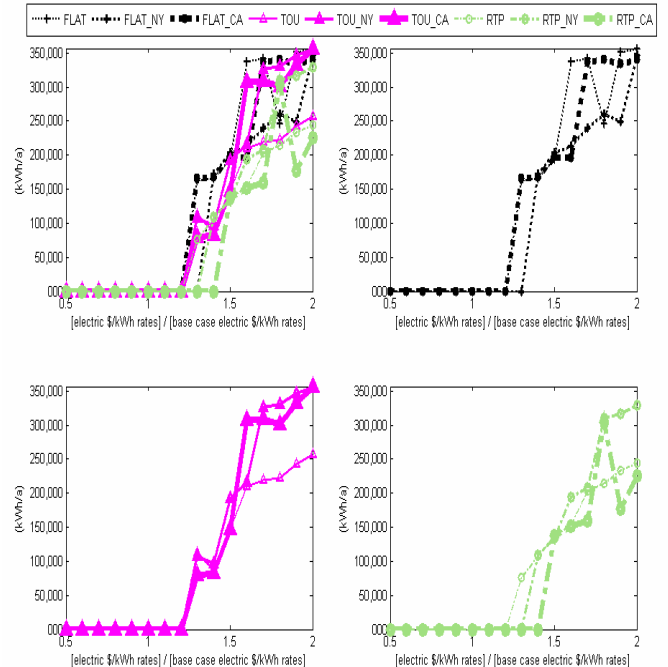 FLAT FLAT_NY FLAT_CA TOU TOU_NY TOU_CA RTP RTP_NY RTP_CA
350,000
300,000
250,000
200,000
150,000
100,000
50,000
000
(kWh/a)
0.5 1 1.5 2
[electric $/kWh rates] / [base case electric $/kWh rates]
350,000
300,000
250,000
200,000
150,000
100,000
50,000
000
(kWh/a)
0.5 1 1.5 2
[electric $/kWh rates] / [base case electric $/kWh rates]
350,000
300,000
250,000
200,000
150,000
100,000
50,000
000
(kWh/a)
0.5 1 1.5 2
[electric $/kWh rates] / [base case electric $/kWh rates]
350,000
300,000
250,000
200,000
150,000
100,000
50,000
000
(kWh/a)
0.5 1 1.5 2
[electric $/kWh rates] / [base case electric $/kWh rates]